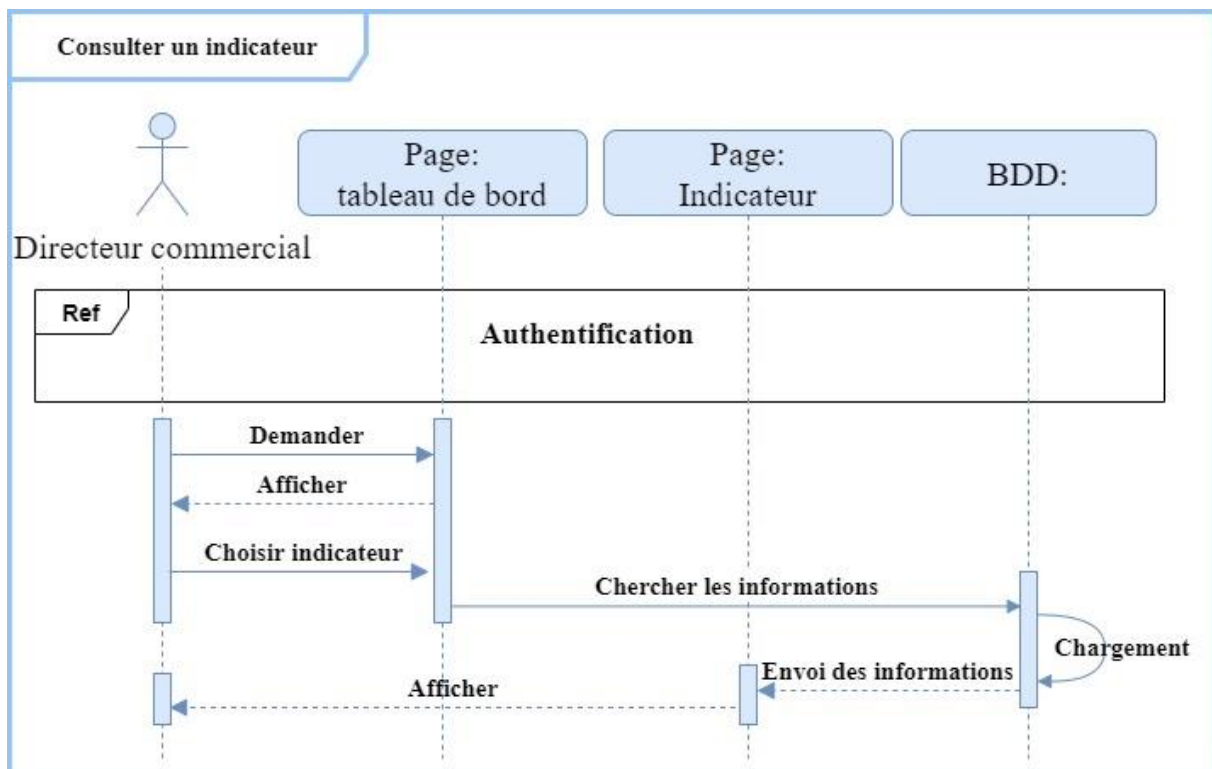 Consulter un indicateur
Page:
tableau de bord
Page:
Indicateur
BDD:
Directeur commercial
Ref
Authentification
Demander
Afficher
Choisir indicateur
Chercher les informations
Chargement
Envoi des informations
Afficher